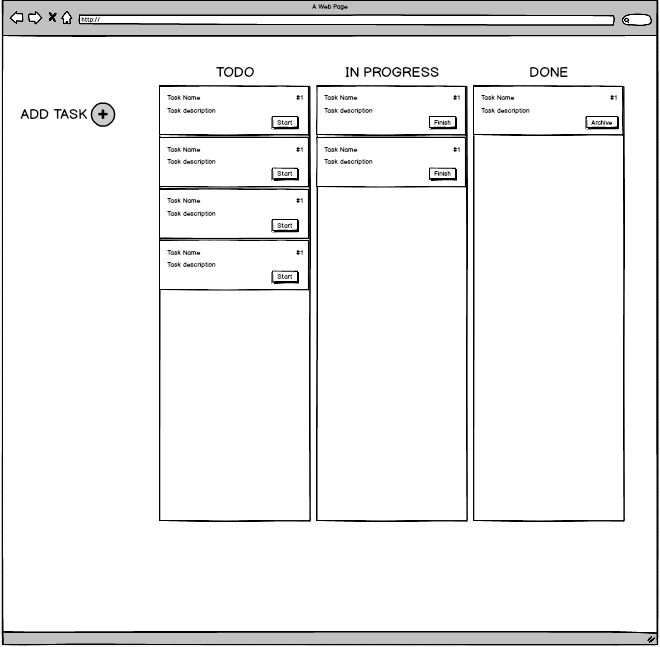 A Web Page
http://
ADD TASK +
TODO
Task Name #1
Task description
Start
Task Name #1
Task description
Start
Task Name #1
Task description
Start
Task Name #1
Task description
Start
IN PROGRESS
Task Name #1
Task description
Finish
Task Name #1
Task description
Finish
DONE
Task Name #1
Task description
Archive